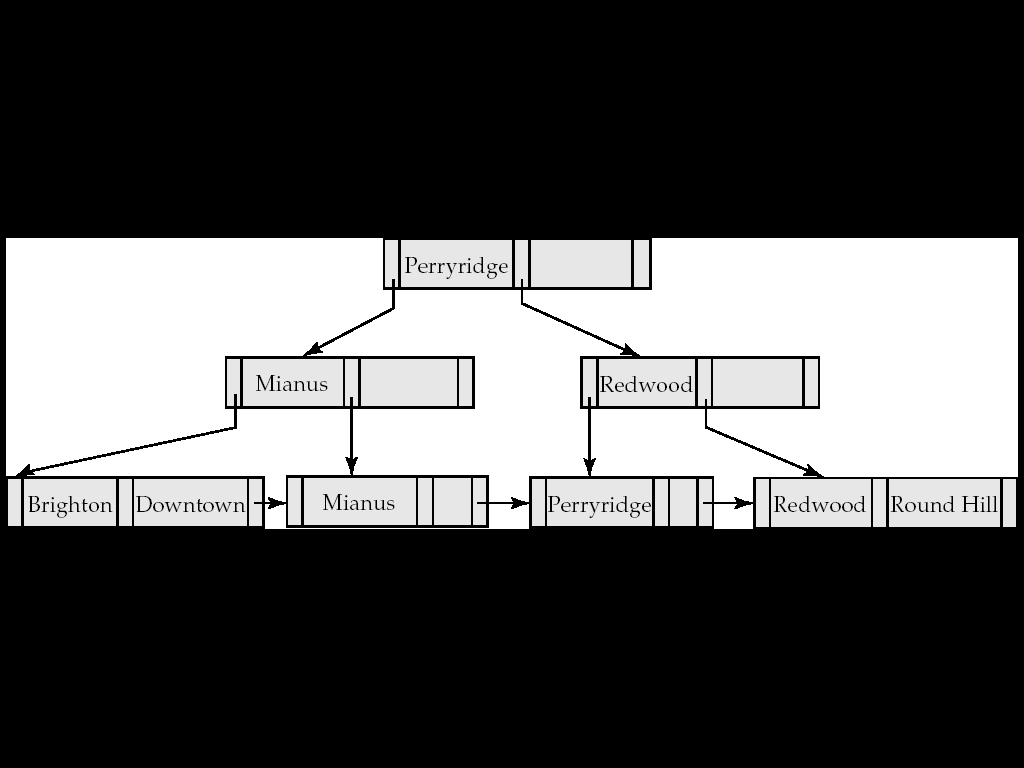 Perryridge
Mianus
Redwood
Brighton
Downtown
Mianus
Perryridge
Redwood
Round Hill